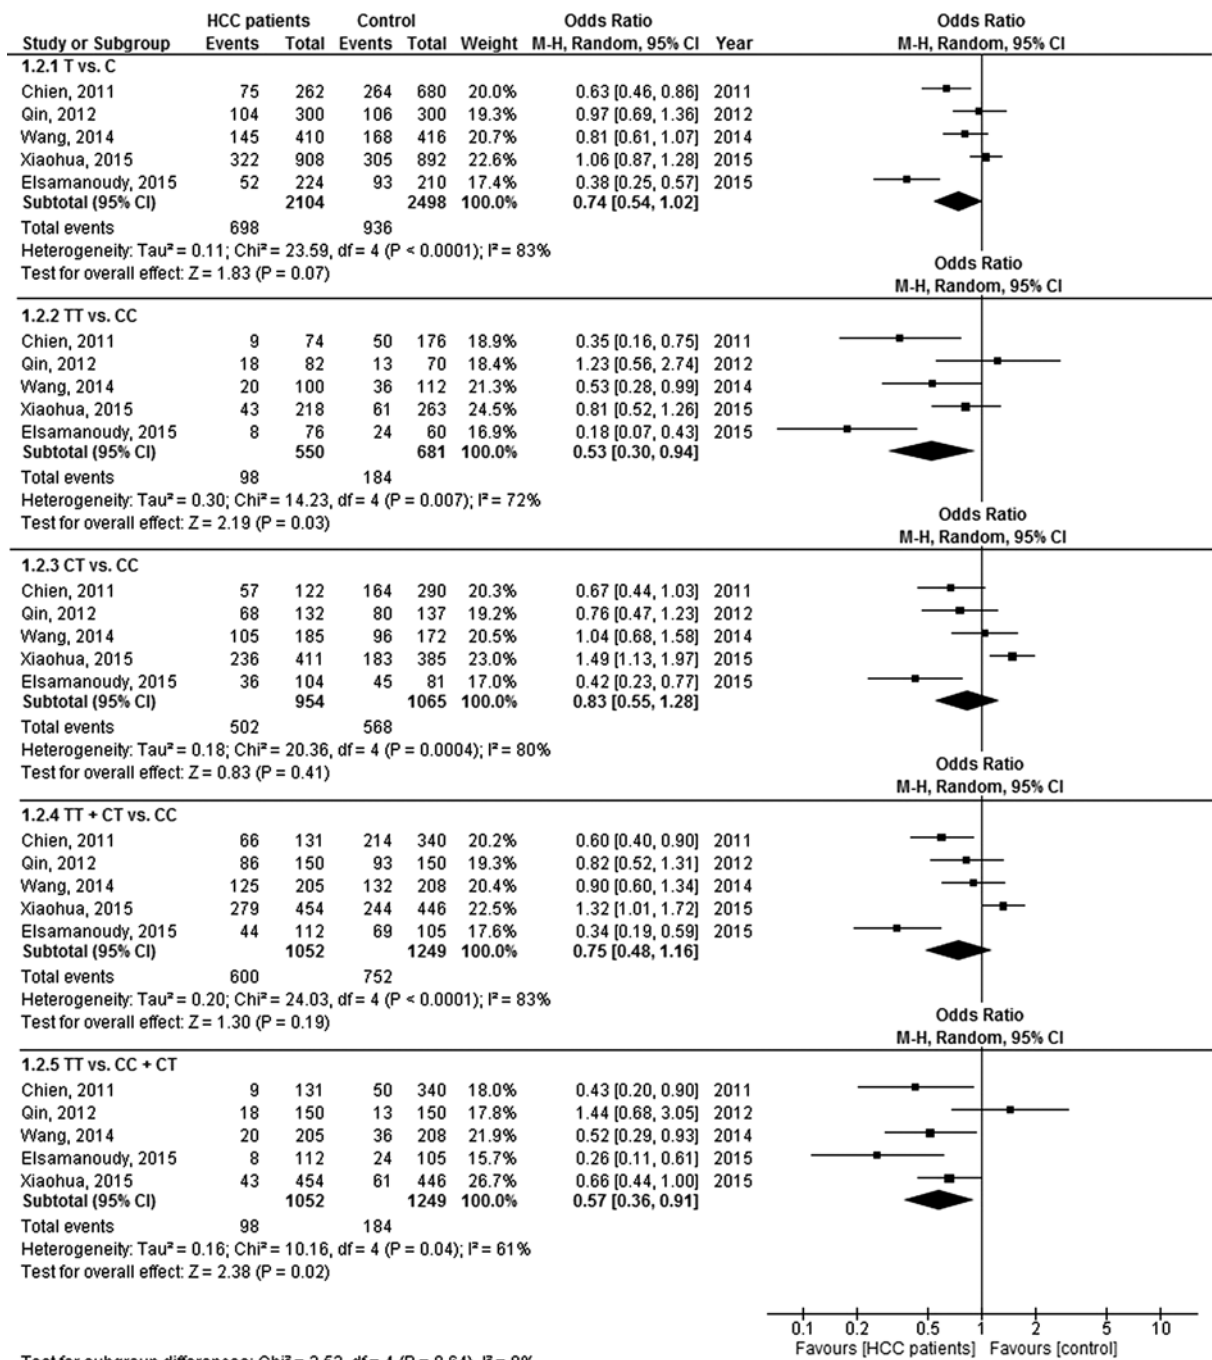 HCC patients Control Odds Ratio Odds Ratio
Study or Subgroup Events Total Events Total Weight M-H, Random, 95% CI Year M-H, Random, 95% CI
1.2.1 T vs. C
Chien, 2011 75 262 264 680 20.0% 0.63 [0.46, 0.86] 2011
Qin, 2012 104 300 106 300 19.3% 0.97 [0.69, 1.36] 2012
Wang, 2014 145 410 168 416 20.7% 0.81 [0.61, 1.07] 2014
Xiaohua, 2015 322 908 305 892 22.6% 1.06 [0.87, 1.28] 2015
Elsamanoudy, 2015 52 224 93 210 17.4% 0.38 [0.25, 0.57] 2015
Subtotal (95% CI) 2104 2498 100.0% 0.74 [0.54, 1.02]
Total events 698 936
Heterogeneity: Tau² = 0.11; Chi² = 23.59, df = 4 (P < 0.0001); I² = 83%
Test for overall effect: Z = 1.83 (P = 0.07)
Odds Ratio
M-H, Random, 95% CI
1.2.2 TT vs. CC
Chien, 2011 9 74 50 176 18.9% 0.35 [0.16, 0.75] 2011
Qin, 2012 18 82 13 70 18.4% 1.23 [0.56, 2.74] 2012
Wang, 2014 20 100 36 112 21.3% 0.53 [0.28, 0.99] 2014
Xiaohua, 2015 43 218 61 263 24.5% 0.81 [0.52, 1.26] 2015
Elsamanoudy, 2015 8 76 24 60 16.9% 0.18 [0.07, 0.43] 2015
Subtotal (95% CI) 550 681 100.0% 0.53 [0.30, 0.94]
Total events 98 184
Heterogeneity: Tau² = 0.30; Chi² = 14.23, df = 4 (P = 0.007); I² = 72%
Test for overall effect: Z = 2.19 (P = 0.03)
Odds Ratio
M-H, Random, 95% CI
1.2.3 CT vs. CC
Chien, 2011 57 122 164 290 20.3% 0.67 [0.44, 1.03] 2011
Qin, 2012 68 132 80 137 19.2% 0.76 [0.47, 1.23] 2012
Wang, 2014 105 185 96 172 20.5% 1.04 [0.68, 1.58] 2014
Xiaohua, 2015 236 411 183 385 23.0% 1.49 [1.13, 1.97] 2015
Elsamanoudy, 2015 36 104 45 81 17.0% 0.42 [0.23, 0.77] 2015
Subtotal (95% CI) 954 1065 100.0% 0.83 [0.55, 1.28]
Total events 502 568
Heterogeneity: Tau² = 0.18; Chi² = 20.36, df = 4 (P = 0.0004); I² = 80%
Test for overall effect: Z = 0.83 (P = 0.41)
Odds Ratio
M-H, Random, 95% CI
1.2.4 TT + CT vs. CC
Chien, 2011 66 131 214 340 20.2% 0.60 [0.40, 0.90] 2011
Qin, 2012 86 150 93 150 19.3% 0.82 [0.52, 1.31] 2012
Wang, 2014 125 205 132 208 20.4% 0.90 [0.60, 1.34] 2014
Xiaohua, 2015 279 454 244 446 22.5% 1.32 [1.01, 1.72] 2015
Elsamanoudy, 2015 44 112 69 105 17.6% 0.34 [0.19, 0.59] 2015
Subtotal (95% CI) 1052 1249 100.0% 0.75 [0.48, 1.16]
Total events 600 752
Heterogeneity: Tau² = 0.20; Chi² = 24.03, df = 4 (P < 0.0001); I² = 83%
Test for overall effect: Z = 1.30 (P = 0.19)
Odds Ratio
M-H, Random, 95% CI
1.2.5 TT vs. CC + CT
Chien, 2011 9 131 50 340 18.0% 0.43 [0.20, 0.90] 2011
Qin, 2012 18 150 13 150 17.8% 1.44 [0.68, 3.05] 2012
Wang, 2014 20 205 36 208 21.9% 0.52 [0.29, 0.93] 2014
Elsamanoudy, 2015 8 112 24 105 15.7% 0.26 [0.11, 0.61] 2015
Xiaohua, 2015 43 454 61 446 26.7% 0.66 [0.44, 1.00] 2015
Subtotal (95% CI) 1052 1249 100.0% 0.57 [0.36, 0.91]
Total events 98 184
Heterogeneity: Tau² = 0.16; Chi² = 10.16, df = 4 (P = 0.04); I² = 61%
Test for overall effect: Z = 2.38 (P = 0.02)
0.1 0.2 0.5 1 2 5 10
Favours [HCC patients] Favours [control]